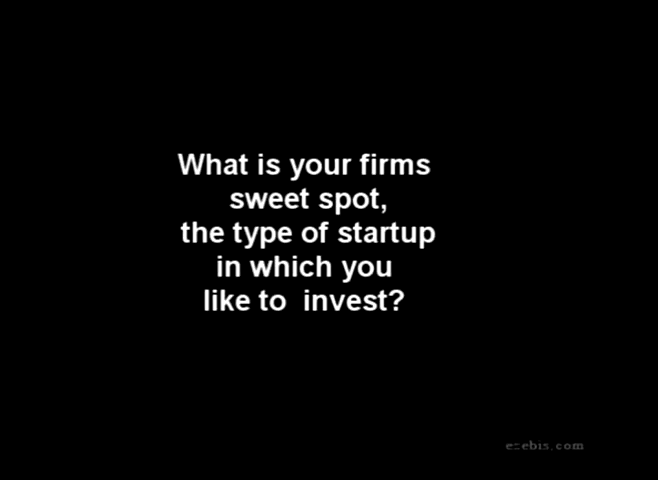 What is your firms
sweet spot,
the type of startup
in which you
like to invest?